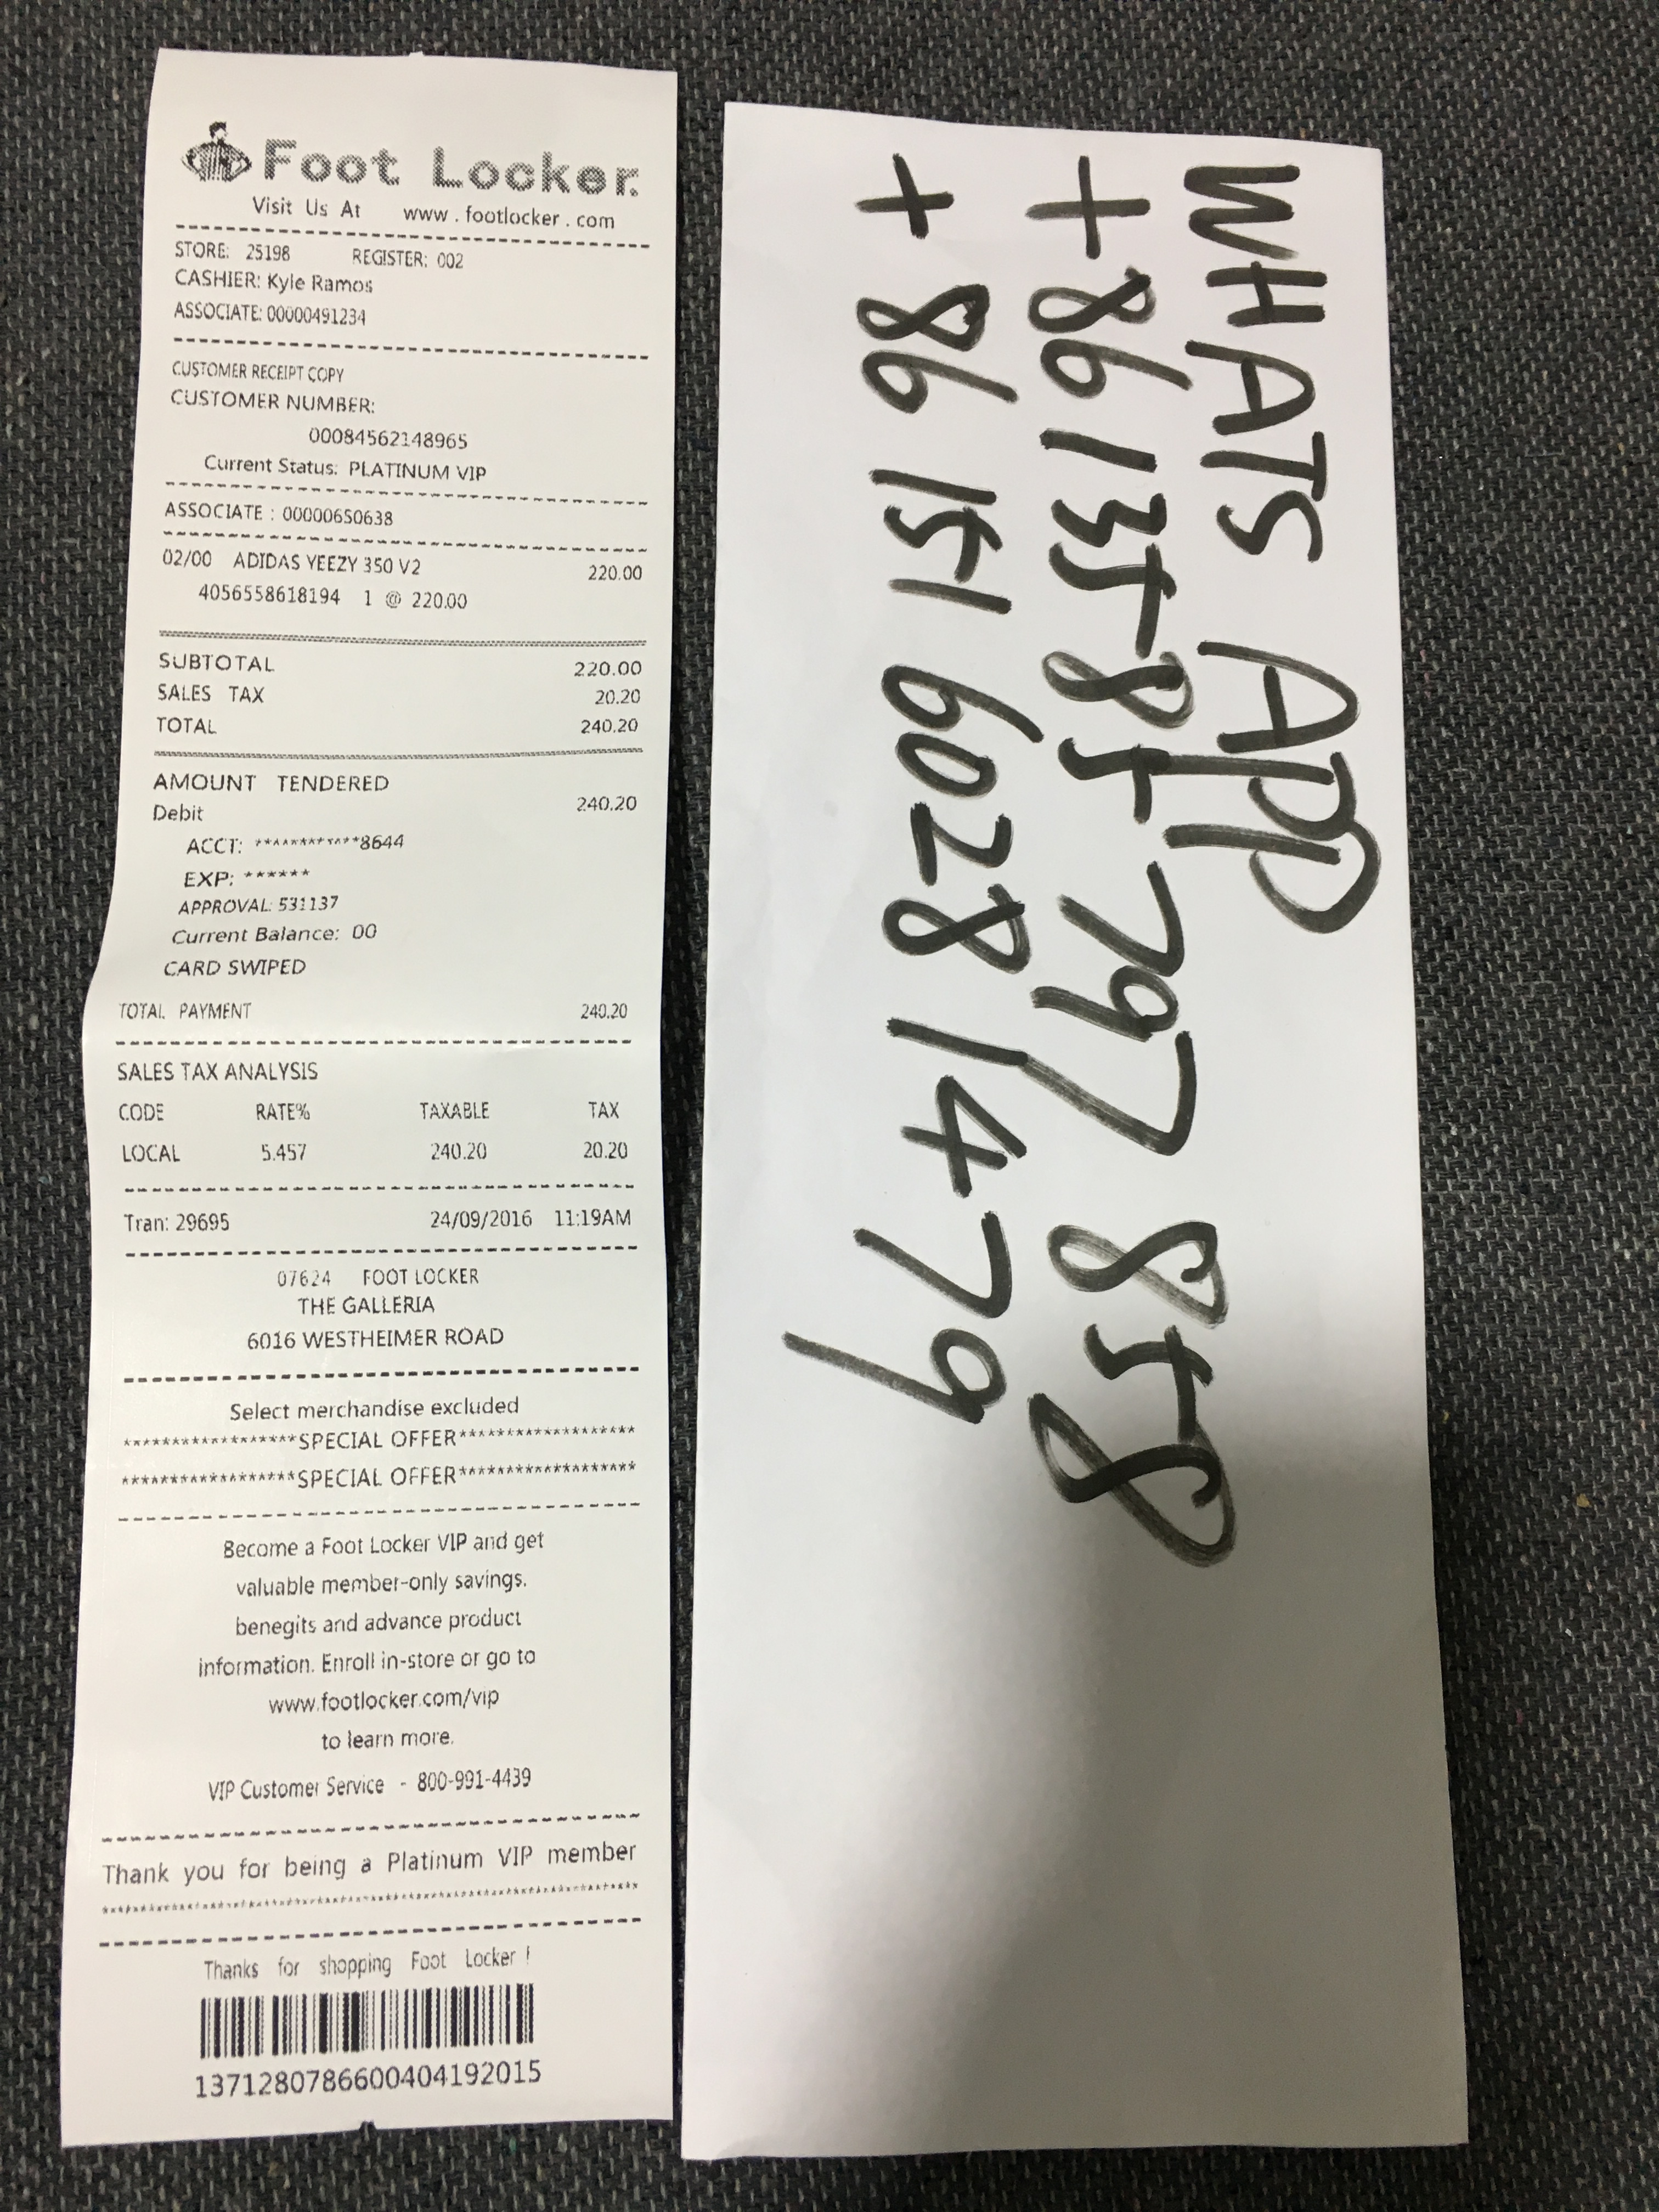 Foot Locker.
Visit Us At www.footlocker.com
STORE: 25198 REGISTER: 002
CASHIER: Kyle Ramos
ASSOCIATE: 00000491234
CUSTOMER RECEIPT COPY
CUSTOMER NUMBER:
00084562148965
Current Status: PLATINUM VIP
ASSOCIATE : 00000650638
02/00 ADIDAS YEEZY 350 V2 220.00
4056558618194 1 @ 220.00
SUBTOTAL 220.00
SALES TAX 20.20
TOTAL 240.20
AMOUNT TENDERED
Debit 240.20
ACCT: ************8644
EXP: ******
APPROVAL: 531137
Current Balance: 00
CARD SWIPED
TOTAL PAYMENT 240.20
SALES TAX ANALYSIS
CODE RATE% TAXABLE TAX
LOCAL 5.457 240.20 20.20
Tran: 29695 24/09/2016 11:19AM
07624 FOOT LOCKER
THE GALLERIA
6016 WESTHEIMER ROAD
Select merchandise excluded
******************SPECIAL OFFER******************
******************SPECIAL OFFER******************
Become a Foot Locker VIP and get
valuable member-only savings.
benegits and advance product
information. Enroll in-store or go to
www.footlocker.com/vip
to learn more.
VIP Customer Service - 800-991-4439
Thank you for being a Platinum VIP member
Thanks for shopping Foot Locker !
1371280786600404192015
WHATS APP
+86 135 85 797 858
+86 151 6028 1479